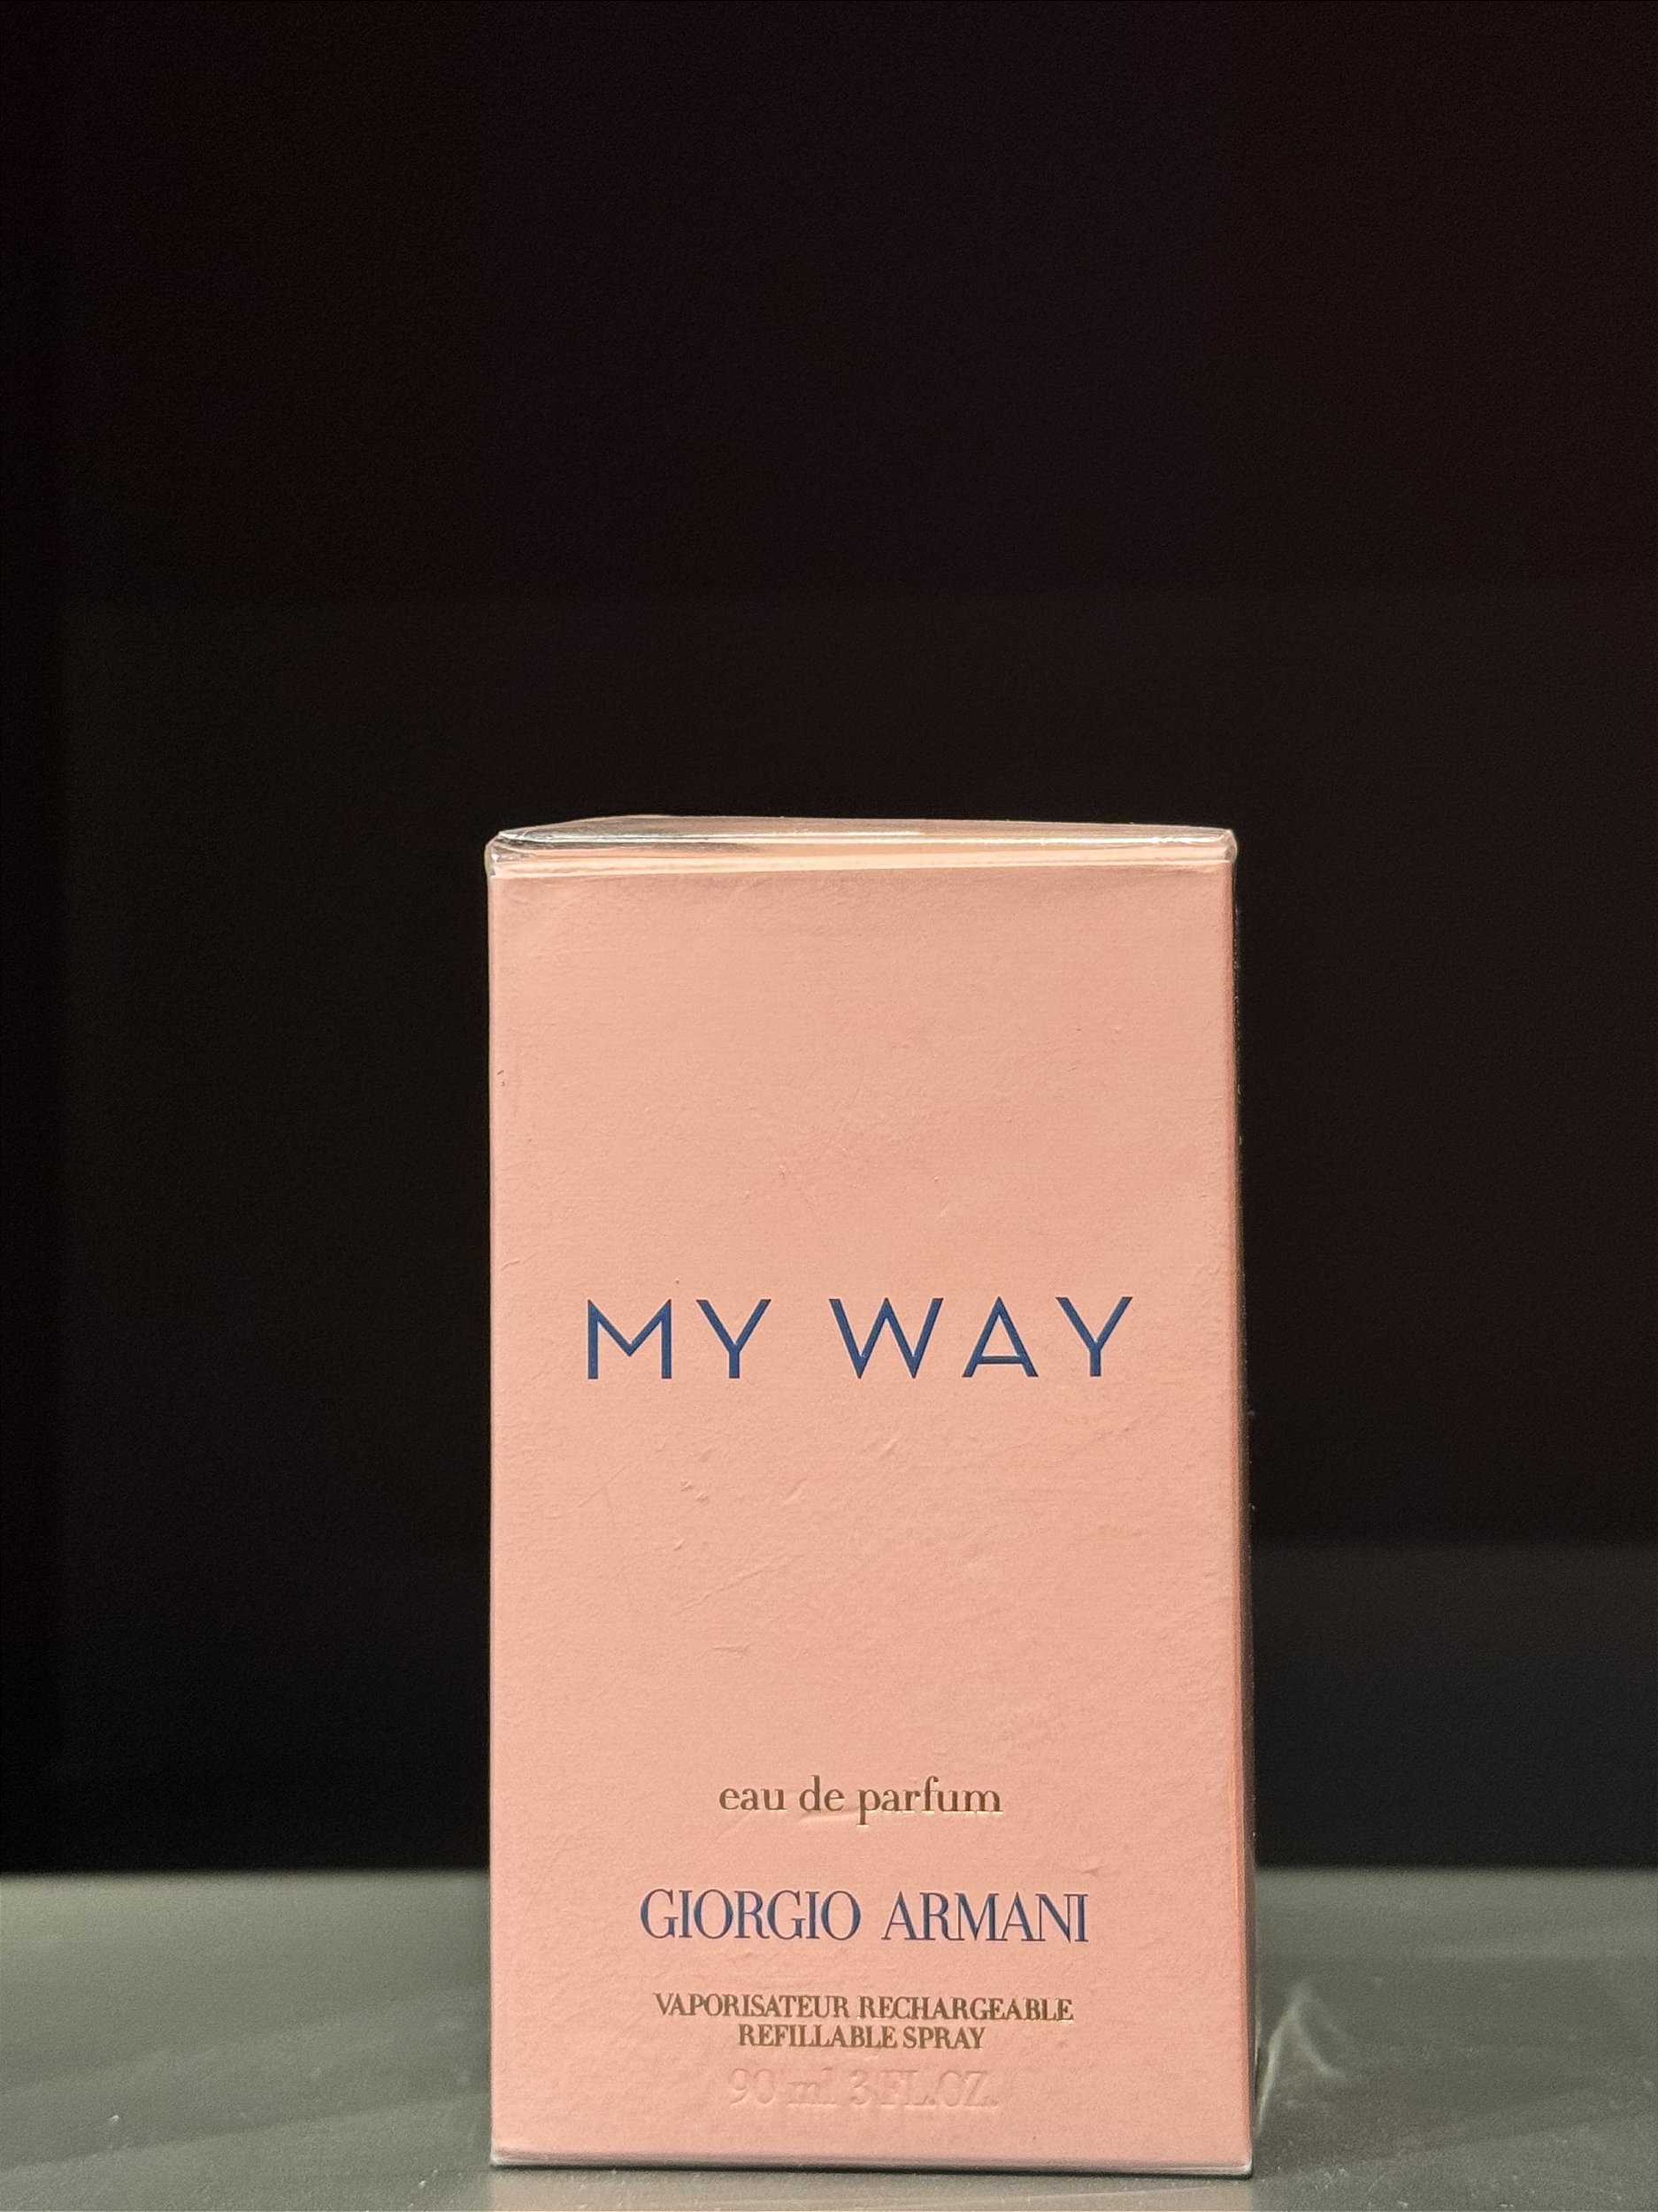 MY WAY
eau de parfum
GIORGIO ARMANI
VAPORISATEUR RECHARGEABLE
REFILLABLE SPRAY
90 ml 3 FL.OZ.